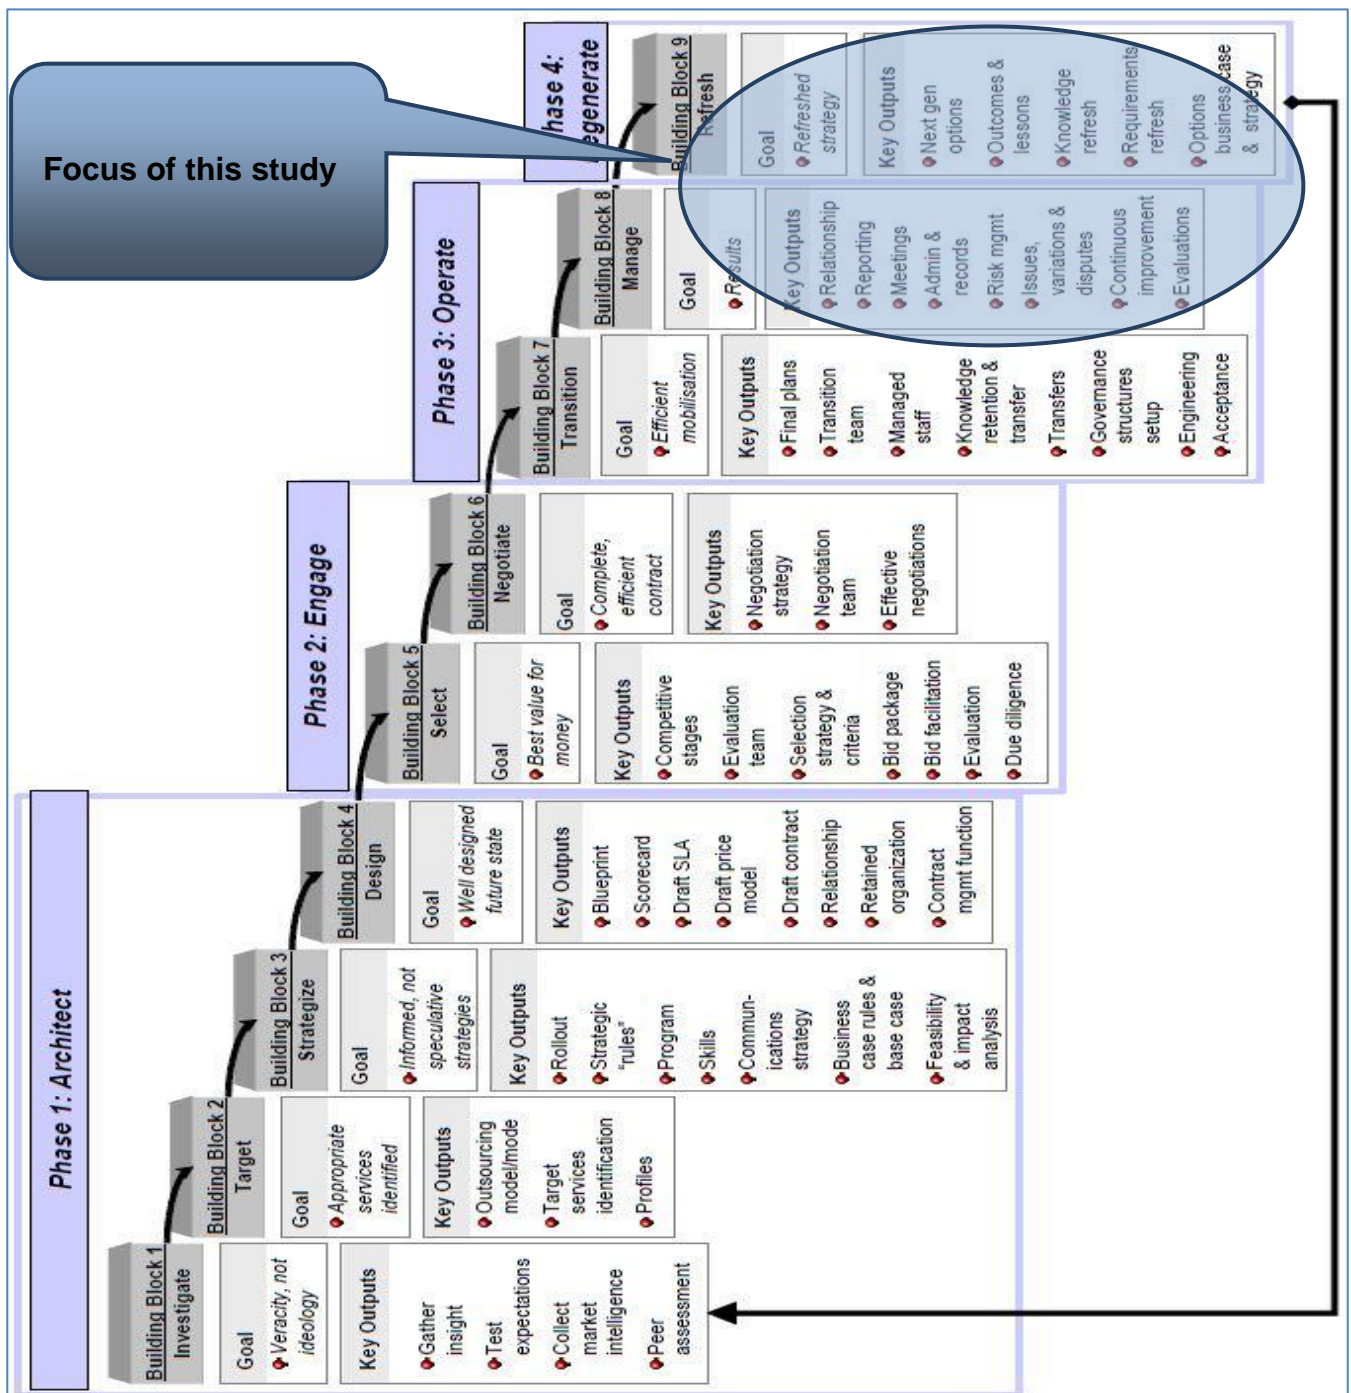 Focus of this study
Phase 1: Architect
Building Block 1
Investigate
Goal
Veracity, not
ideology
Key Outputs
Gather
insight
Test
expectations
Collect
market
intelligence
Peer
assessment
Building Block 2
Target
Goal
Appropriate
services
identified
Key Outputs
Outsourcing
model/mode
Target
services
identification
Profiles
Building Block 3
Strategize
Goal
Informed, not
speculative
strategies
Key Outputs
Rollout
Strategic
"rules"
Program
Skills
Commun-
ications
strategy
Business
case rules &
base case
Feasibility
& impact
analysis
Building Block 4
Design
Goal
Well designed
future state
Key Outputs
Blueprint
Scorecard
Draft SLA
Draft price
model
Draft contract
Relationship
Retained
organization
Contract
mgmt function
Phase 2: Engage
Building Block 5
Select
Goal
Best value for
money
Key Outputs
Competitive
stages
Evaluation
team
Selection
strategy &
criteria
Bid package
Bid facilitation
Evaluation
Due diligence
Building Block 6
Negotiate
Goal
Complete,
efficient
contract
Key Outputs
Negotiation
strategy
Negotiation
team
Effective
negotiations
Phase 3: Operate
Building Block 7
Transition
Goal
Efficient
mobilisation
Key Outputs
Final plans
Transition
team
Managed
staff
Knowledge
retention &
transfer
Transfers
Governance
structures
setup
Engineering
Acceptance
Building Block 8
Manage
Goal
Results
Key Outputs
Relationship
Reporting
Meetings
Admin &
records
Risk mgmt
Issues,
variations &
disputes
Continuous
improvement
Evaluations
Phase 4:
Regenerate
Building Block 9
Refresh
Goal
Refreshed
strategy
Key Outputs
Next gen
options
Outcomes &
lessons
Knowledge
refresh
Requirements
refresh
Options
business case
& strategy